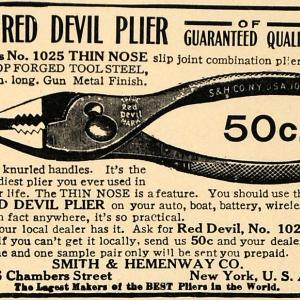 RED DEVIL PLIER OF GUARANTEED QUALI
s No. 1025 THIN NOSE slip joint combination plier
OP FORGED TOOL STEEL,
n. long. Gun Metal Finish.
The Red Devil
S & H CO. N.Y. U.S.A. 10
50c.
knurled handles. It's the
diest plier you ever used in
r life. The THIN NOSE is a feature. You should use th
D DEVIL PLIER on your auto, boat, battery, wirele
n fact anywhere, it's so practical.
ur local dealer has it. Ask for Red Devil, No. 102
f you can't get it locally, send us 50c and your deale
me and one sample pair only will be sent prepaid.
SMITH & HEMENWAY CO.
5 Chambers Street New York, U. S. A
The Largest Makers of the BEST Pliers in the World.